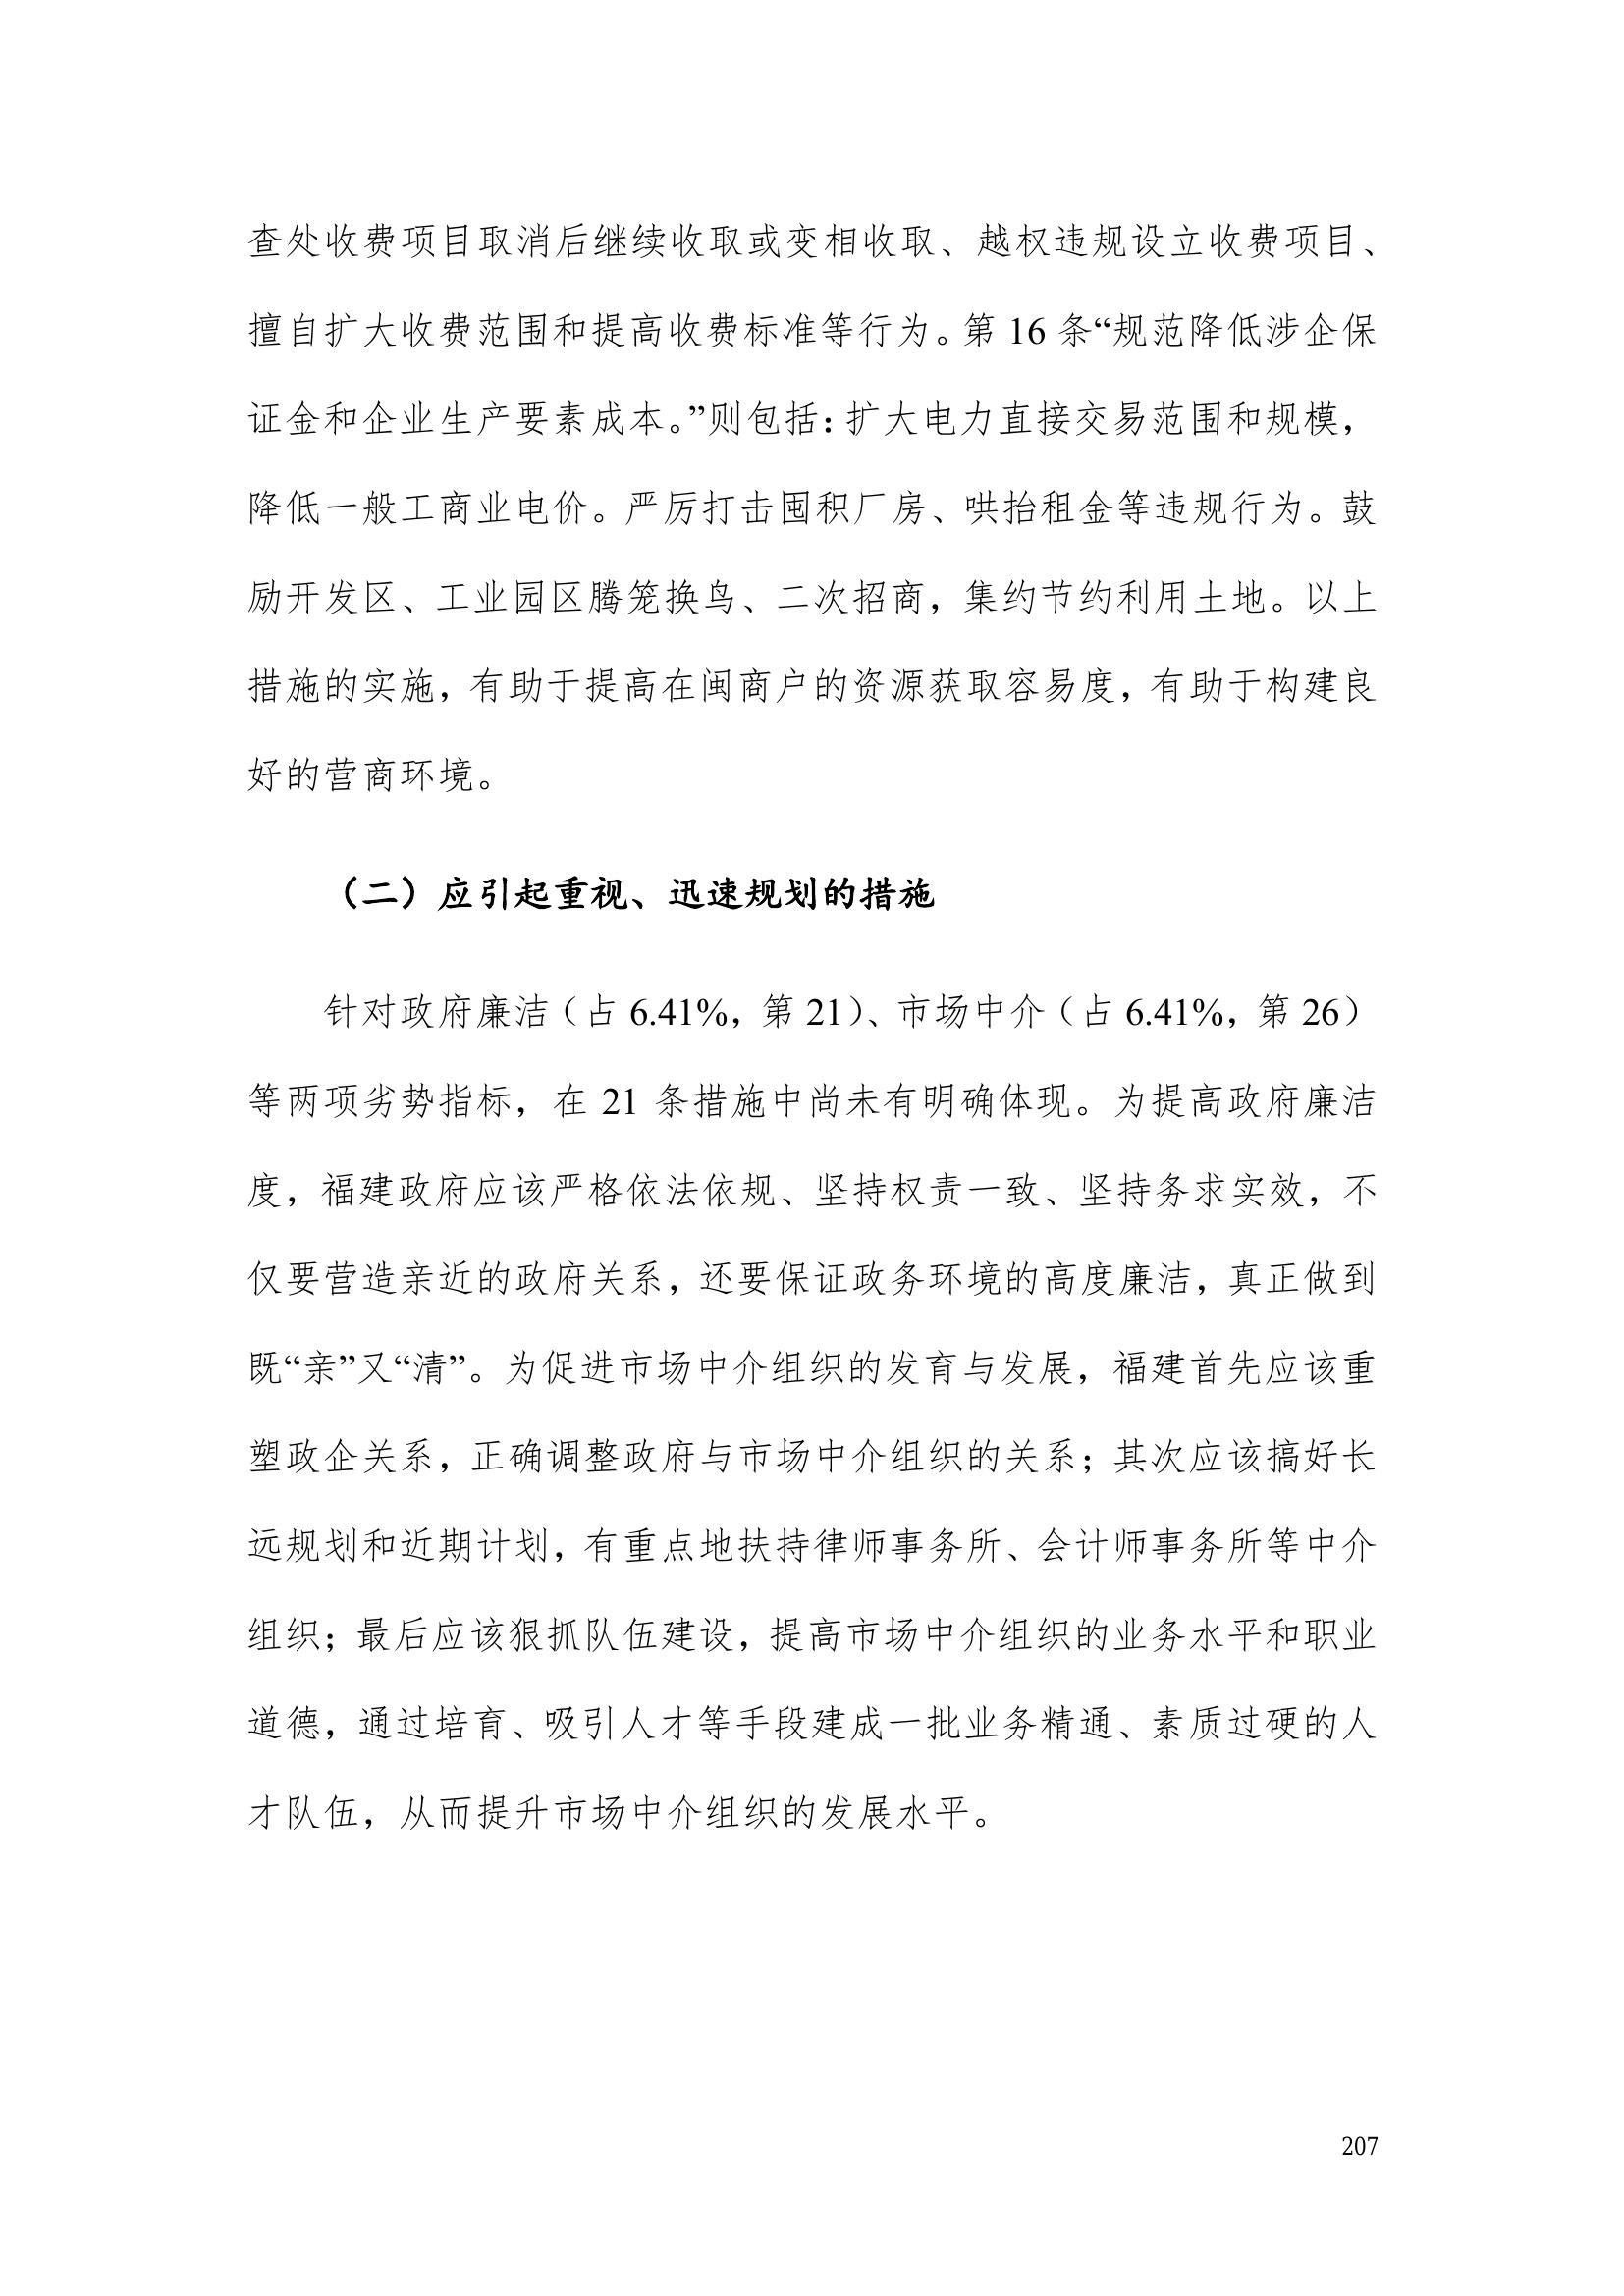 查处收费项目取消后继续收取或变相收取、越权违规设立收费项目、
擅自扩大收费范围和提高收费标准等行为。第 16 条“规范降低涉企保
证金和企业生产要素成本。”则包括：扩大电力直接交易范围和规模，
降低一般工商业电价。严厉打击囤积厂房、哄抬租金等违规行为。鼓
励开发区、工业园区腾笼换鸟、二次招商，集约节约利用土地。以上
措施的实施，有助于提高在闽商户的资源获取容易度，有助于构建良
好的营商环境。
（二）应引起重视、迅速规划的措施
针对政府廉洁（占 6.41%，第 21）、市场中介（占 6.41%，第 26）
等两项劣势指标，在 21 条措施中尚未有明确体现。为提高政府廉洁
度，福建政府应该严格依法依规、坚持权责一致、坚持务求实效，不
仅要营造亲近的政府关系，还要保证政务环境的高度廉洁，真正做到
既“亲”又“清”。为促进市场中介组织的发育与发展，福建首先应该重
塑政企关系，正确调整政府与市场中介组织的关系；其次应该搞好长
远规划和近期计划，有重点地扶持律师事务所、会计师事务所等中介
组织；最后应该狠抓队伍建设，提高市场中介组织的业务水平和职业
道德，通过培育、吸引人才等手段建成一批业务精通、素质过硬的人
才队伍，从而提升市场中介组织的发展水平。
207